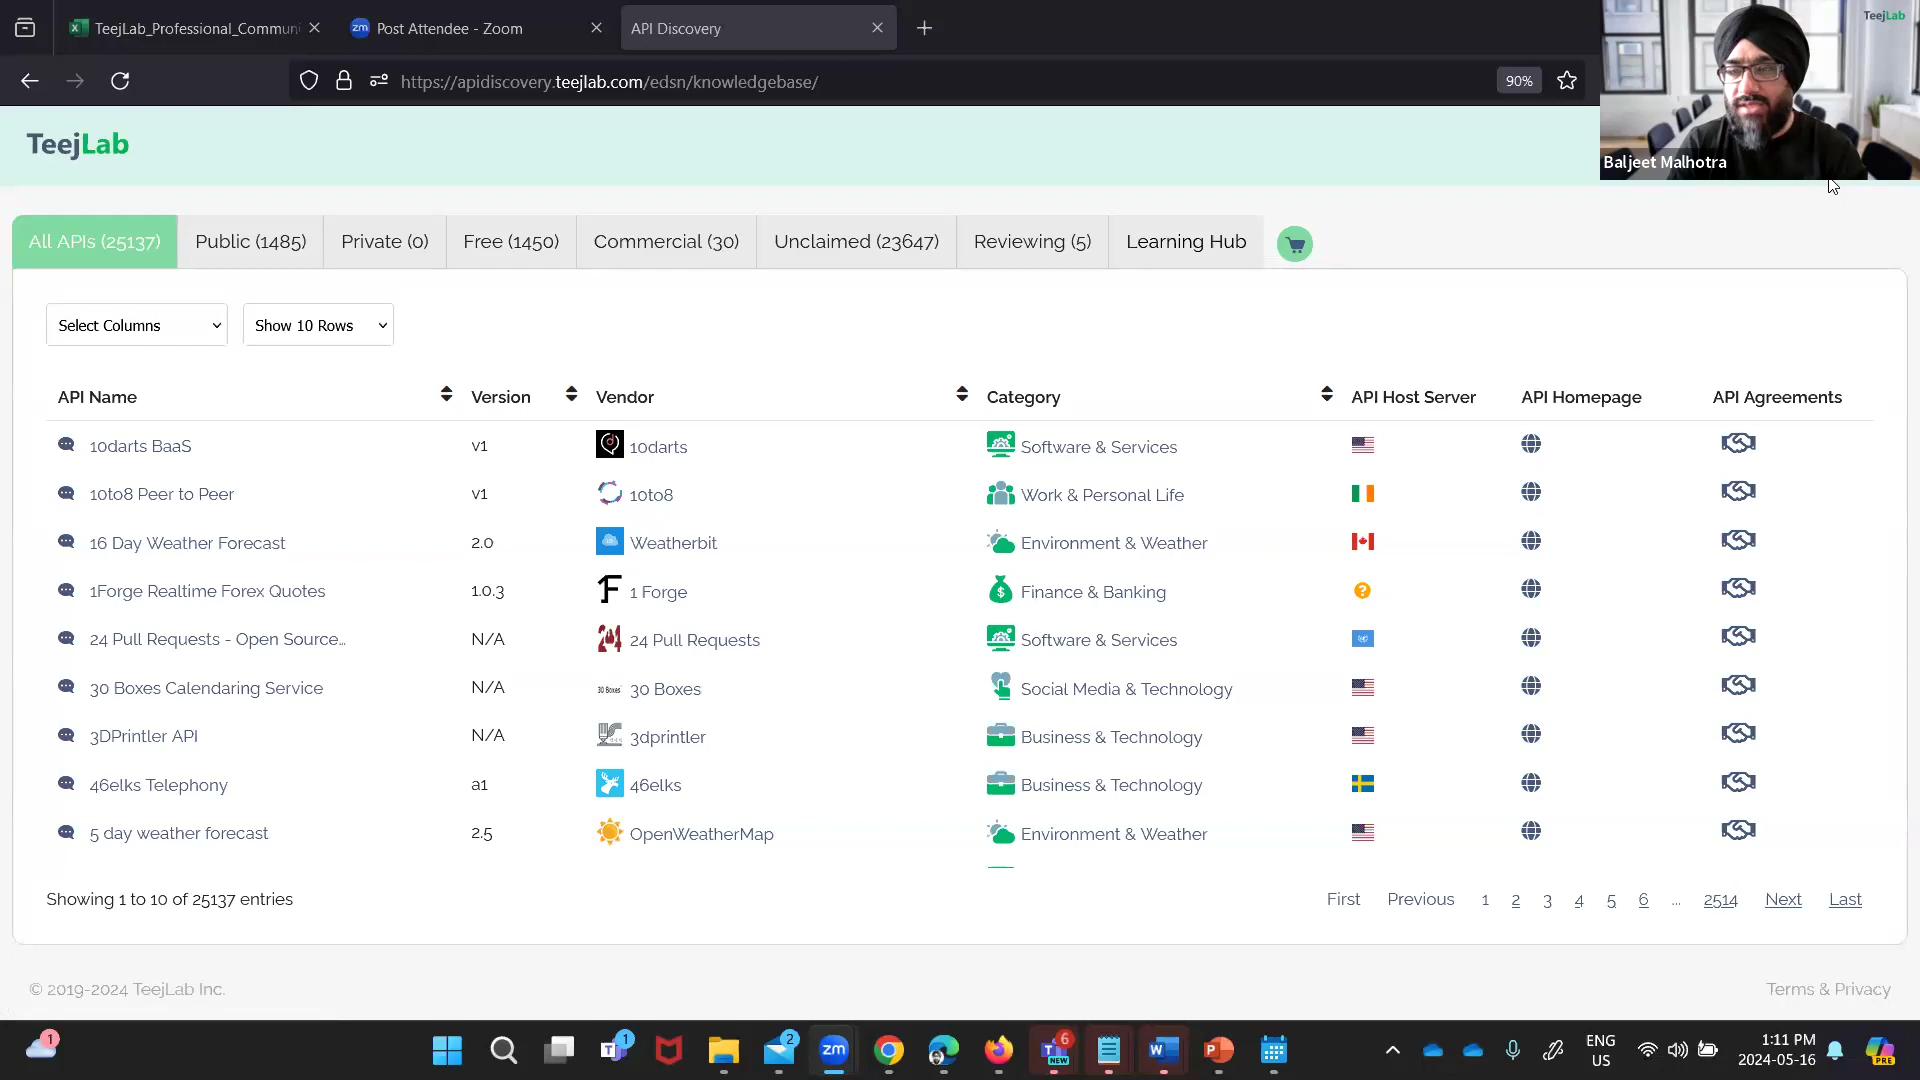 TeejLab_Professional_Commun
Post Attendee - Zoom
API Discovery
https://apidiscovery.teejlab.com/edsn/knowledgebase/
90%
TeejLab
Baljeet Malhotra
TeejLab
All APIs (25137)
Public (1485)
Private (0)
Free (1450)
Commercial (30)
Unclaimed (23647)
Reviewing (5)
Learning Hub
Select Columns
Show 10 Rows
API Name Version Vendor Category API Host Server API Homepage API Agreements
10darts BaaS v1 10darts Software & Services
10to8 Peer to Peer v1 10to8 Work & Personal Life
16 Day Weather Forecast 2.0 Weatherbit Environment & Weather
1Forge Realtime Forex Quotes 1.0.3 1 Forge Finance & Banking
24 Pull Requests - Open Source... N/A 24 Pull Requests Software & Services
30 Boxes Calendaring Service N/A 30 Boxes 30 Boxes Social Media & Technology
3DPrintler API N/A 3dprintler Business & Technology
46elks Telephony a1 46elks Business & Technology
5 day weather forecast 2.5 OpenWeatherMap Environment & Weather
Showing 1 to 10 of 25137 entries
First Previous 1 2 3 4 5 6 ... 2514 Next Last
© 2019-2024 TeejLab Inc.
Terms & Privacy
1
1
2
zm
6
NEW
ENG
US
1:11 PM
2024-05-16
PRE